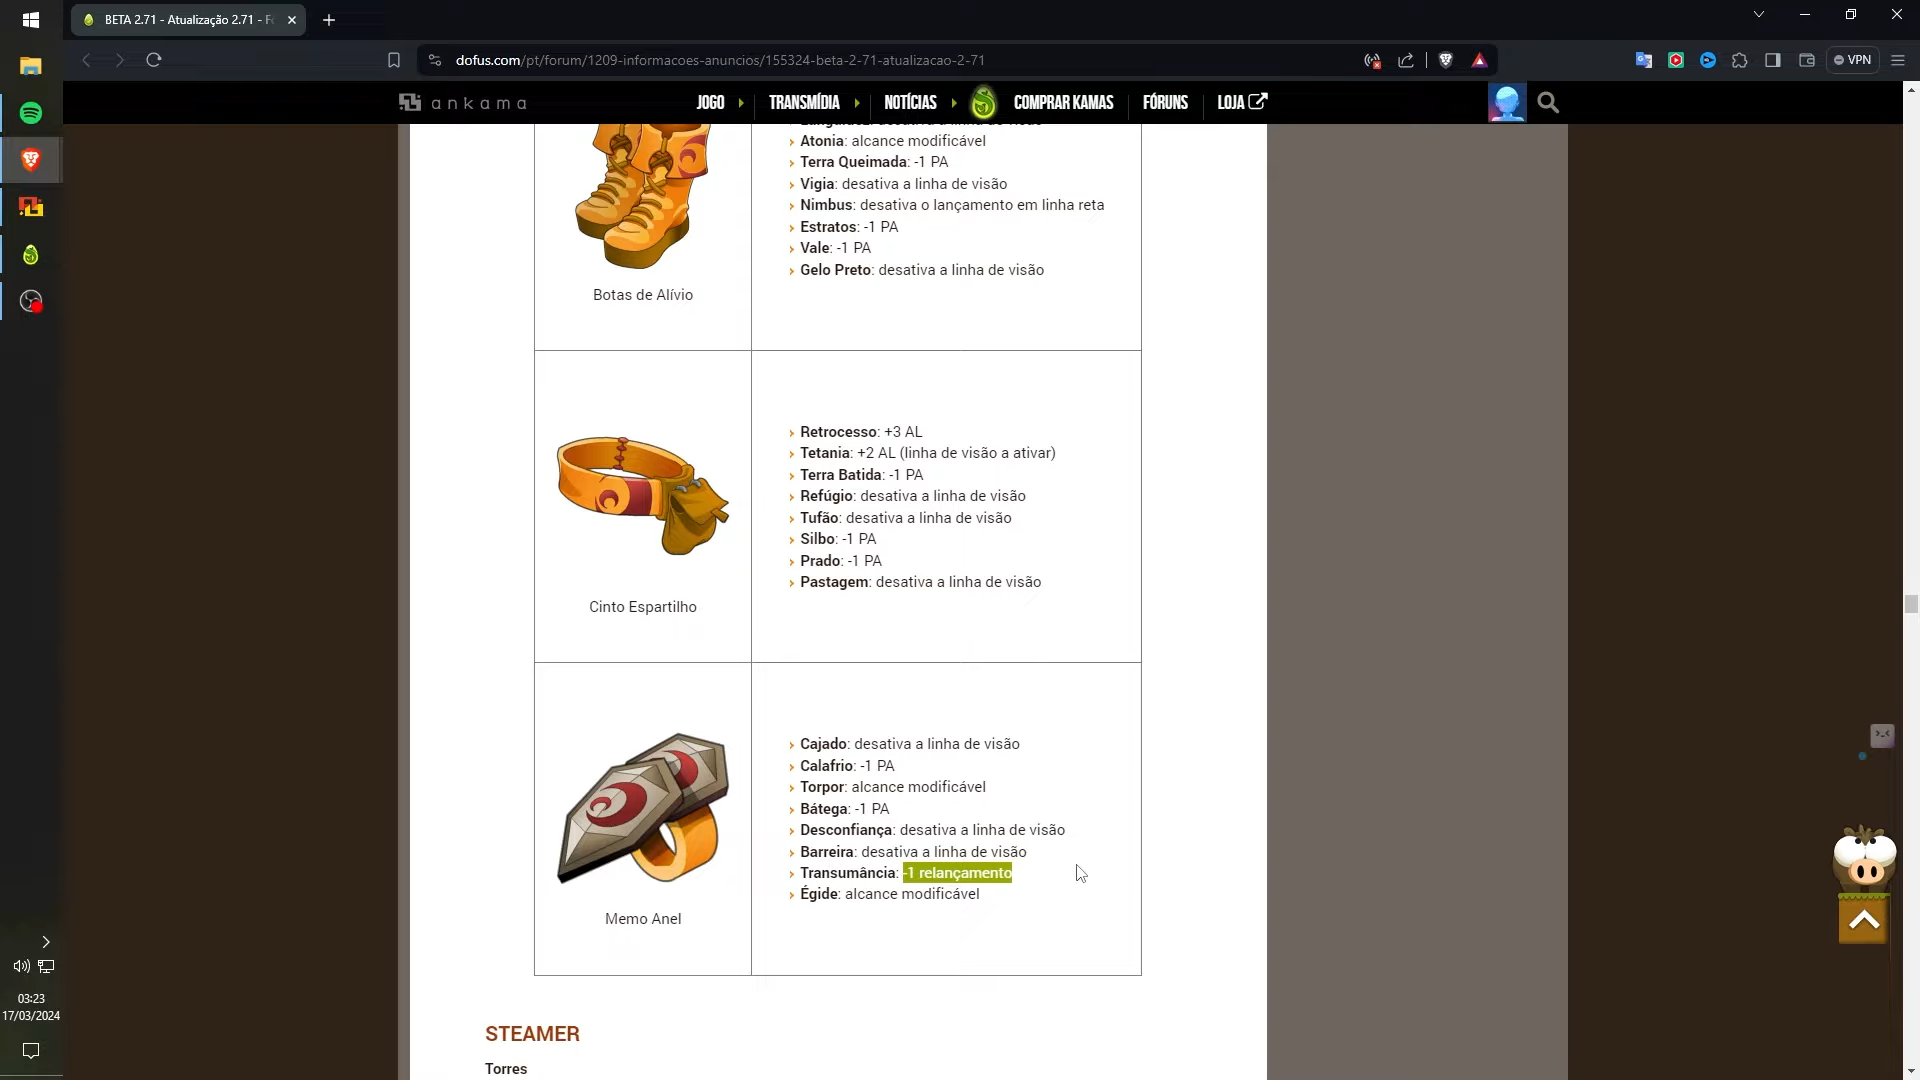 BETA 2.71 - Atualização 2.71 - F
dofus.com/pt/forum/1209-informacoes-anuncios/155324-beta-2-71-atualizacao-2-71
VPN
ankama
JOGO
TRANSMÍDIA
NOTÍCIAS
COMPRAR KAMAS
FÓRUNS
LOJA
Atonia: alcance modificável
Terra Queimada: -1 PA
Vigia: desativa a linha de visão
Nimbus: desativa o lançamento em linha reta
Estratos: -1 PA
Vale: -1 PA
Gelo Preto: desativa a linha de visão
Botas de Alívio
Retrocesso: +3 AL
Tetania: +2 AL (linha de visão a ativar)
Terra Batida: -1 PA
Refúgio: desativa a linha de visão
Tufão: desativa a linha de visão
Silbo: -1 PA
Prado: -1 PA
Pastagem: desativa a linha de visão
Cinto Espartilho
Cajado: desativa a linha de visão
Calafrio: -1 PA
Torpor: alcance modificável
Bátega: -1 PA
Desconfiança: desativa a linha de visão
Barreira: desativa a linha de visão
Transumância: -1 relançamento
Égide: alcance modificável
Memo Anel
STEAMER
Torres
03:23
17/03/2024